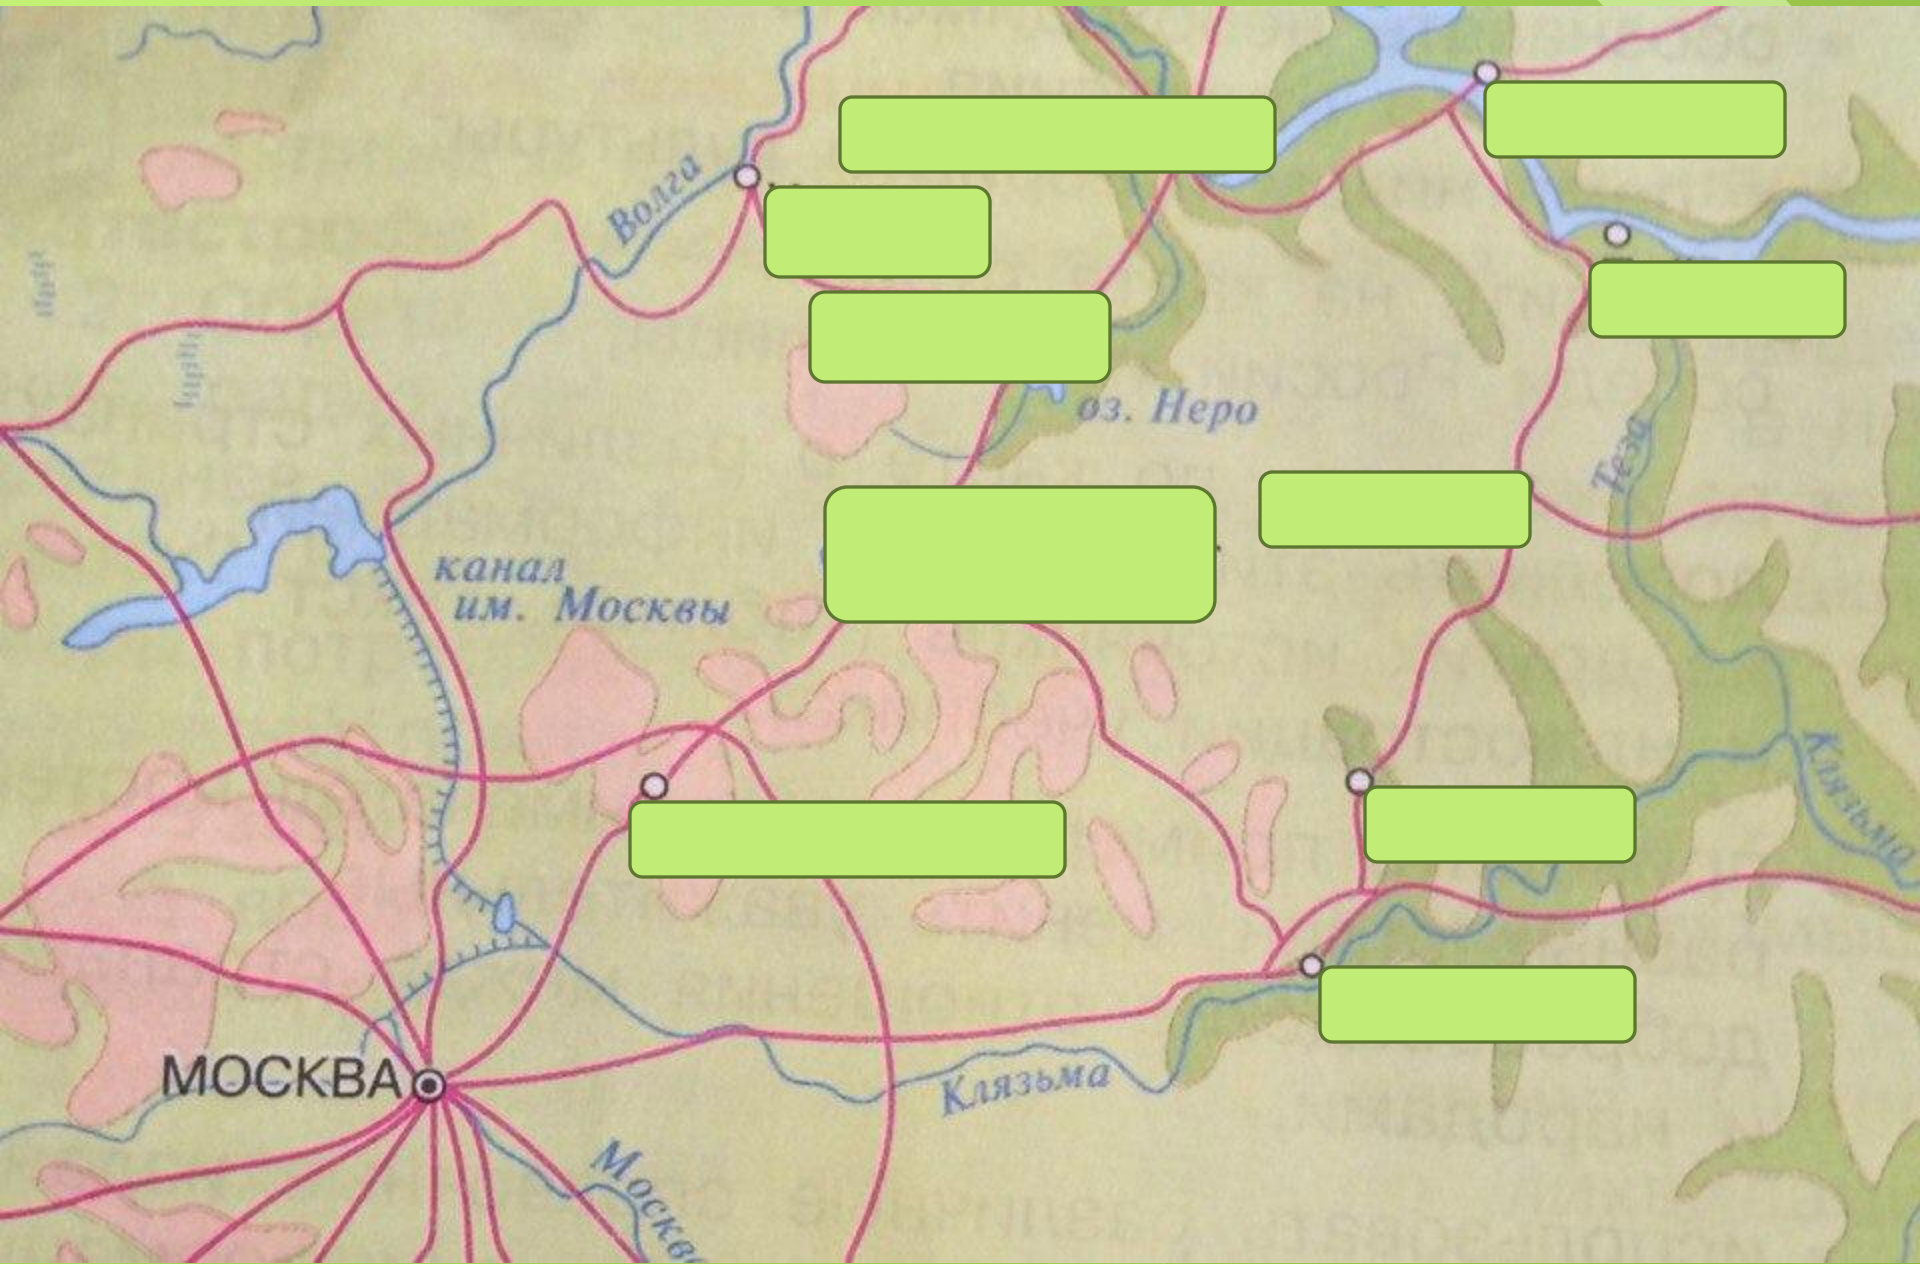 Волга
оз. Неро
Теза
канал
им. Москвы
Клязьма
МОСКВА
Клязьма
Москва